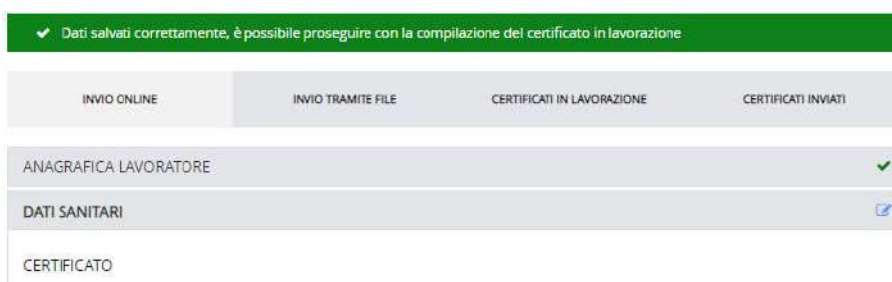 Dati salvati correttamente, è possibile proseguire con la compilazione del certificato in lavorazione
INVIO ONLINE INVIO TRAMITE FILE CERTIFICATI IN LAVORAZIONE CERTIFICATI INVIATI
ANAGRAFICA LAVORATORE
DATI SANITARI
CERTIFICATO